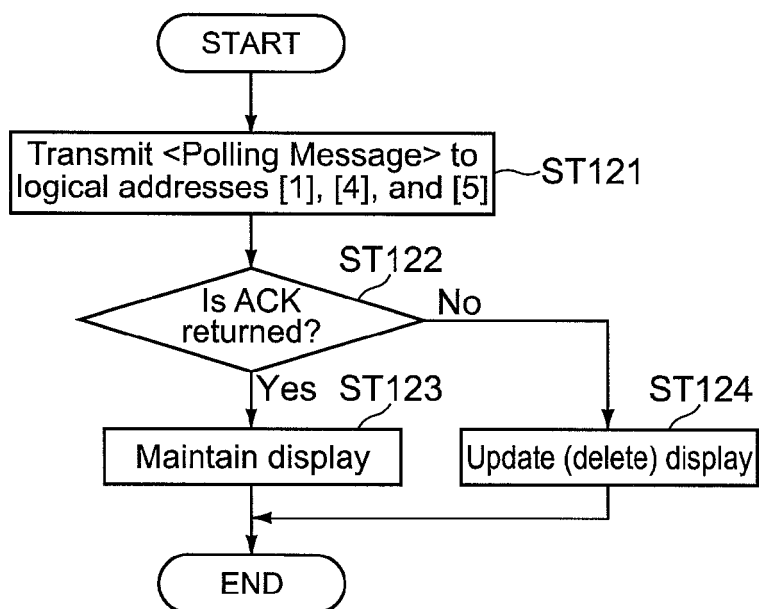 START
Transmit <Polling Message> to
logical addresses [1], [4], and [5]
ST121
ST122
Is ACK
returned?
No
Yes
ST123
ST124
Maintain display
Update (delete) display
END